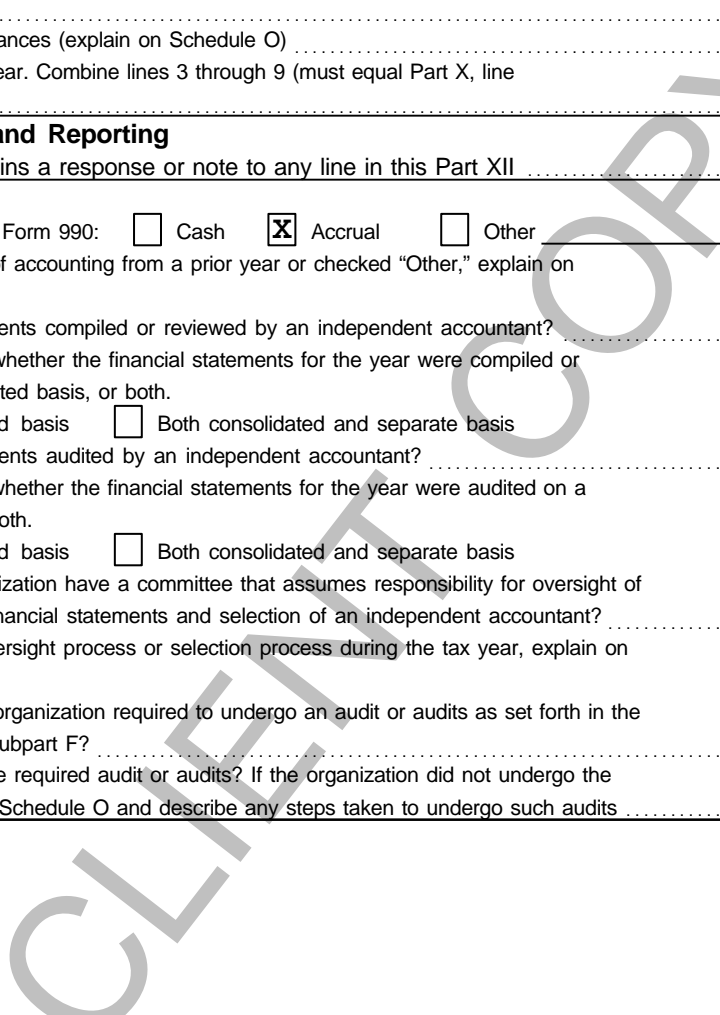 ances (explain on Schedule O)
ear. Combine lines 3 through 9 (must equal Part X, line
and Reporting
ins a response or note to any line in this Part XII
Form 990: Cash X Accrual Other
f accounting from a prior year or checked “Other,” explain on
ents compiled or reviewed by an independent accountant?
whether the financial statements for the year were compiled or
ted basis, or both.
d basis Both consolidated and separate basis
ents audited by an independent accountant?
whether the financial statements for the year were audited on a
oth.
d basis Both consolidated and separate basis
ization have a committee that assumes responsibility for oversight of
nancial statements and selection of an independent accountant?
ersight process or selection process during the tax year, explain on
organization required to undergo an audit or audits as set forth in the
ubpart F?
e required audit or audits? If the organization did not undergo the
Schedule O and describe any steps taken to undergo such audits
CLIENT COPY